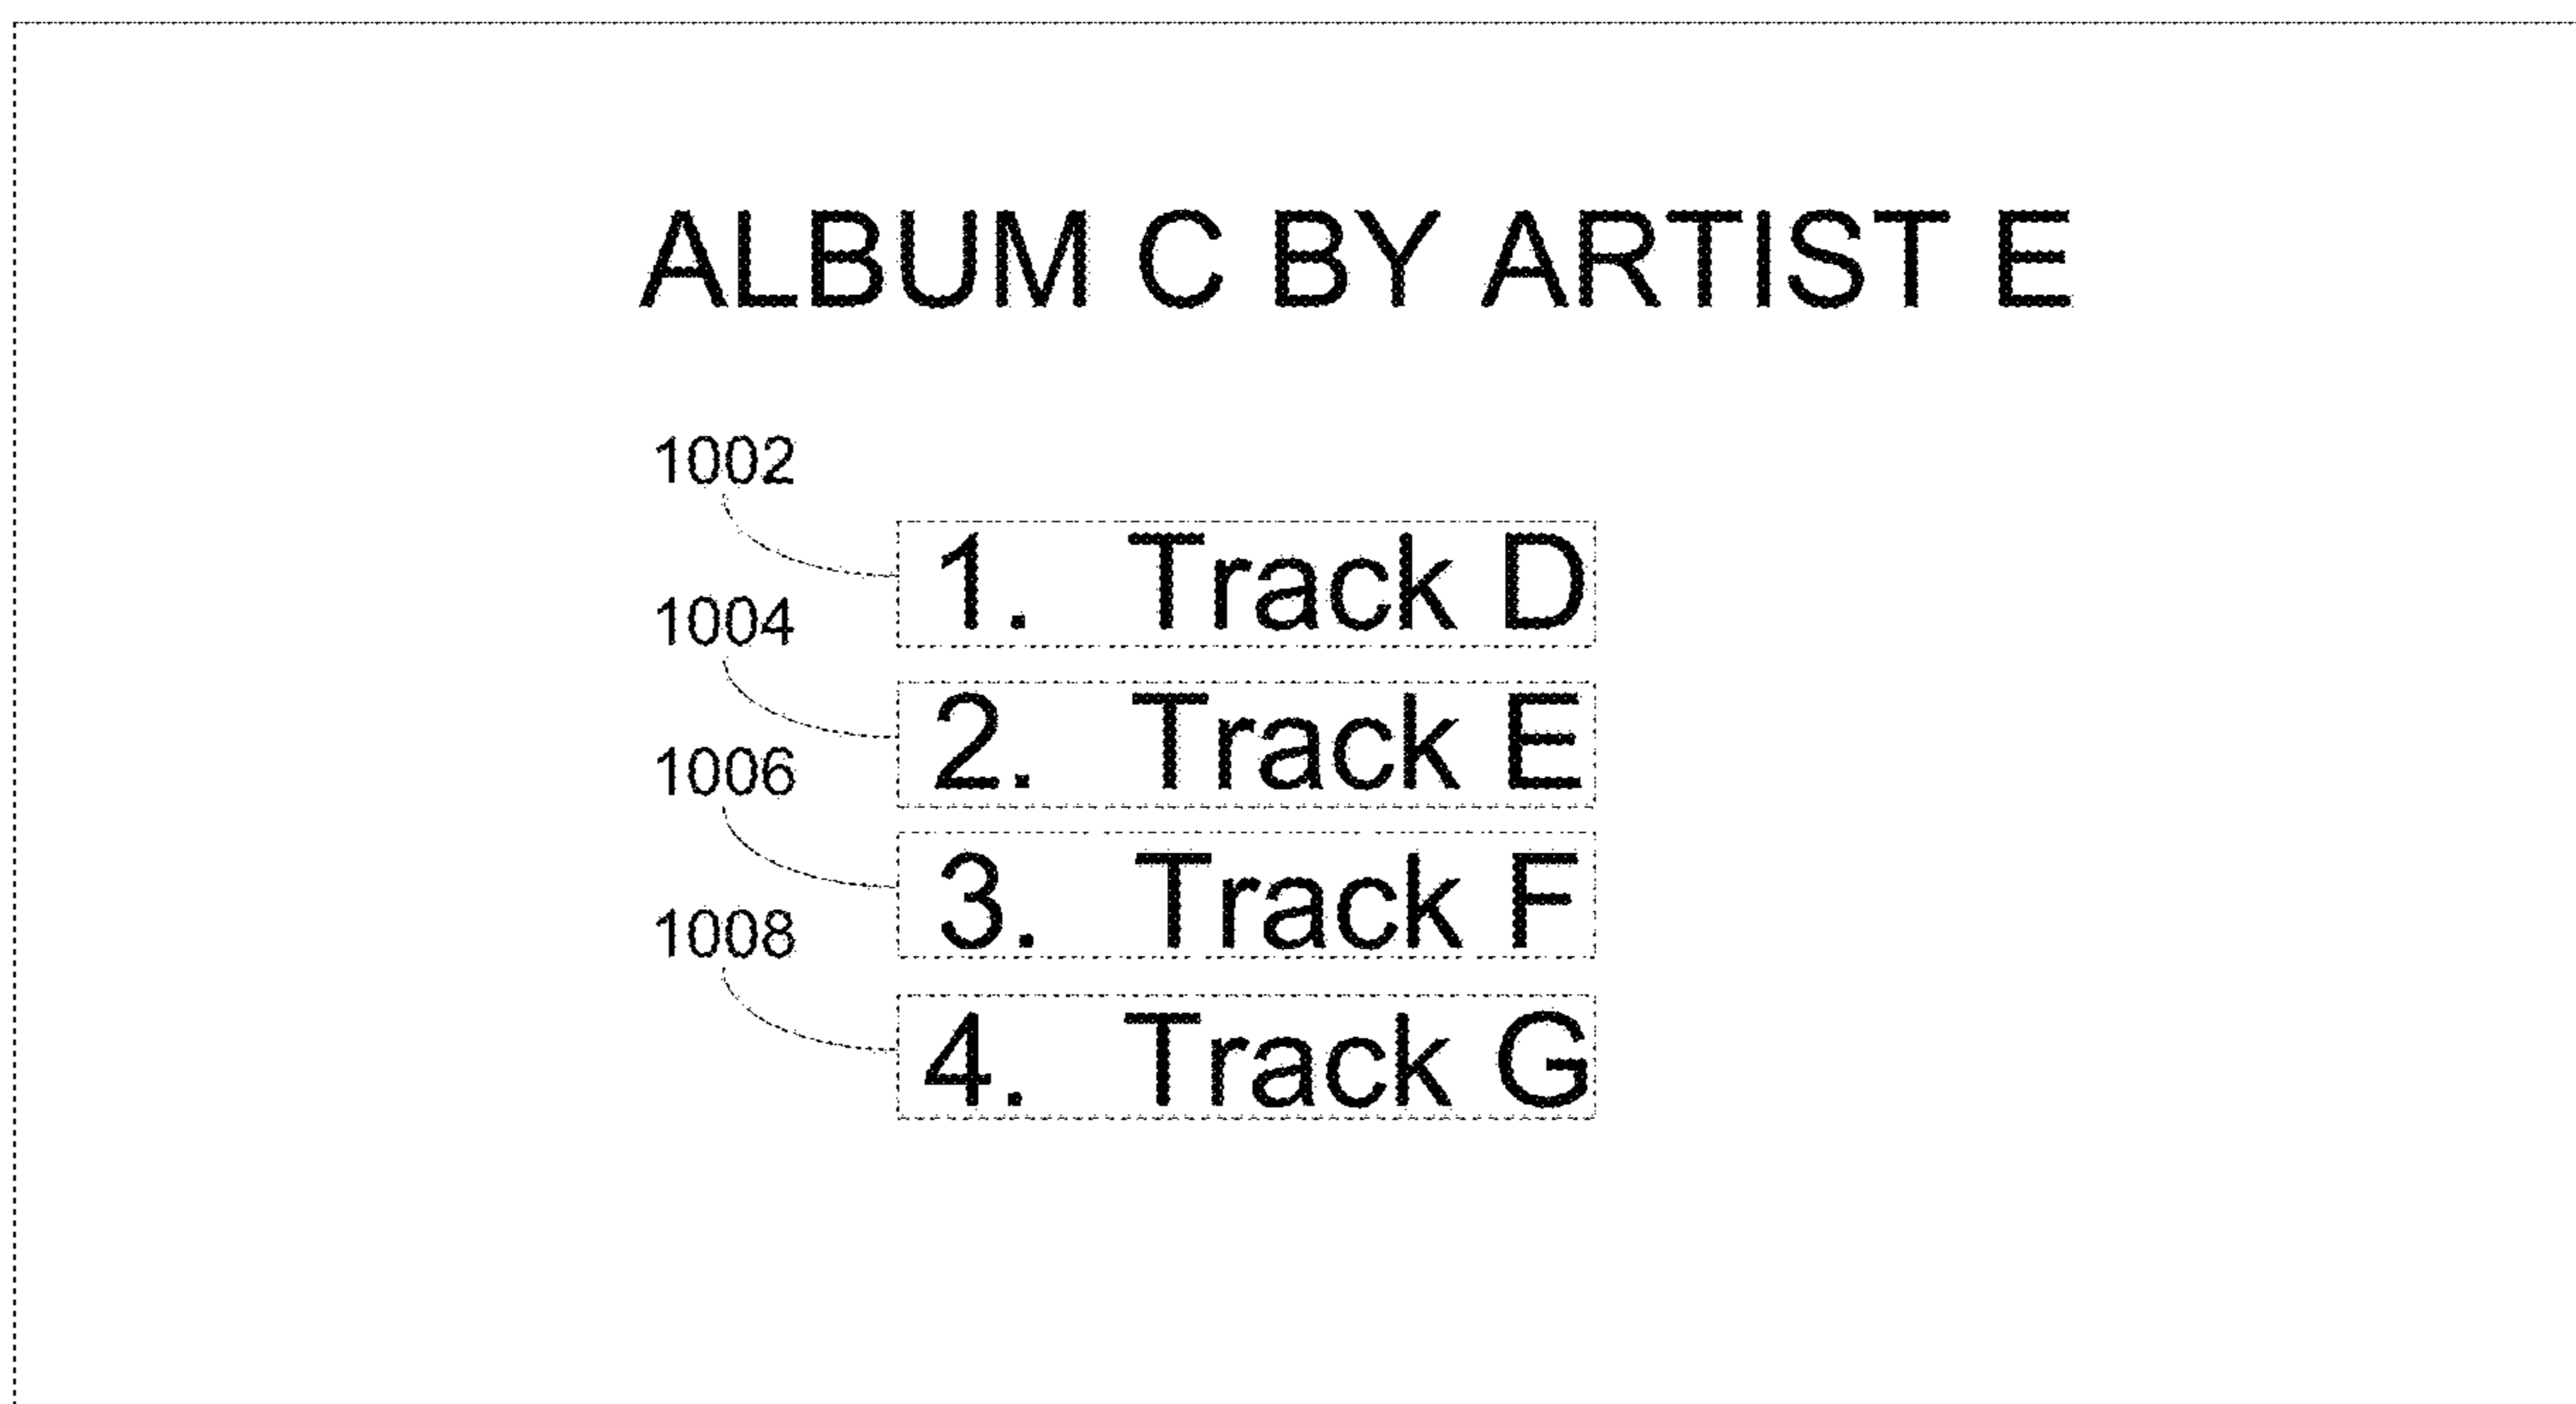 ALBUM C BY ARTIST E
1002
1. Track D
1004
2. Track E
1006
3. Track F
1008
4. Track G